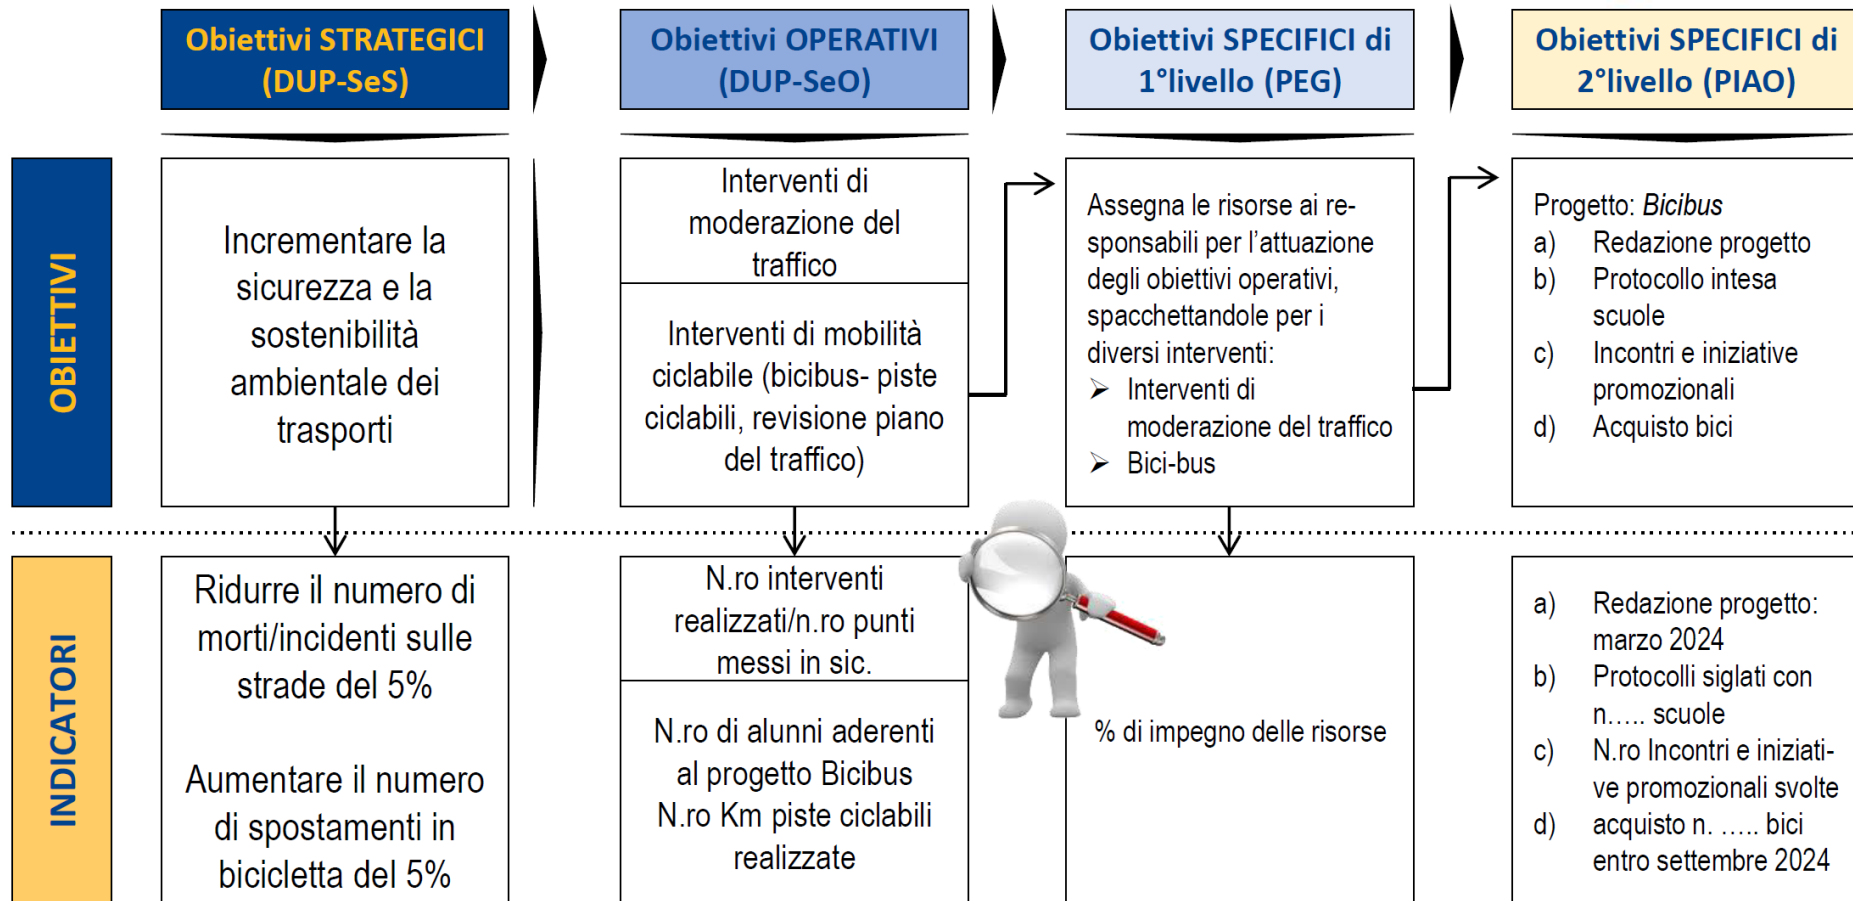 Obiettivi STRATEGICI
(DUP-SeS)
Obiettivi OPERATIVI
(DUP-SeO)
Obiettivi SPECIFICI di
1°livello (PEG)
Obiettivi SPECIFICI di
2°livello (PIAO)
OBIETTIVI
Incrementare la
sicurezza e la
sostenibilità
ambientale dei
trasporti
Interventi di
moderazione del
traffico
Interventi di mobilità
ciclabile (bicibus- piste
ciclabili, revisione piano
del traffico)
Assegna le risorse ai re-
sponsabili per l’attuazione
degli obiettivi operativi,
spacchettandole per i
diversi interventi:
➢ Interventi di
moderazione del traffico
➢ Bici-bus
Progetto: Bicibus
a) Redazione progetto
b) Protocollo intesa
scuole
c) Incontri e iniziative
promozionali
d) Acquisto bici
INDICATORI
Ridurre il numero di
morti/incidenti sulle
strade del 5%
Aumentare il numero
di spostamenti in
bicicletta del 5%
N.ro interventi
realizzati/n.ro punti
messi in sic.
N.ro di alunni aderenti
al progetto Bicibus
N.ro Km piste ciclabili
realizzate
% di impegno delle risorse
a) Redazione progetto:
marzo 2024
b) Protocolli siglati con
n….. scuole
c) N.ro Incontri e iniziati-
ve promozionali svolte
d) acquisto n. ….. bici
entro settembre 2024